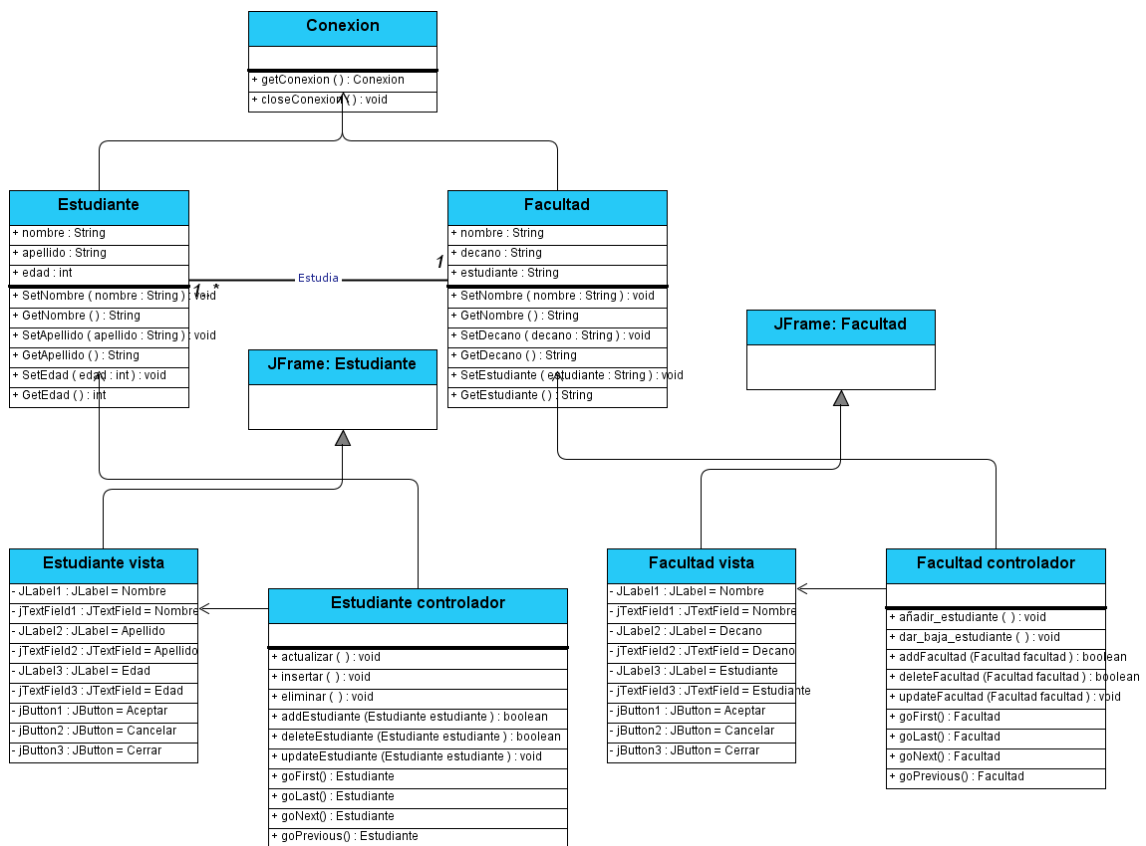 Conexion
+ getConexion ( ) : Conexion
+ closeConexion ( ) : void
Estudiante
+ nombre : String
+ apellido : String
+ edad : int
+ SetNombre ( nombre : String ) : void
+ GetNombre ( ) : String
+ SetApellido ( apellido : String ) : void
+ GetApellido ( ) : String
+ SetEdad ( edad : int ) : void
+ GetEdad ( ) : int
1..*
Estudia
1
Facultad
+ nombre : String
+ decano : String
+ estudiante : String
+ SetNombre ( nombre : String ) : void
+ GetNombre ( ) : String
+ SetDecano ( decano : String ) : void
+ GetDecano ( ) : String
+ SetEstudiante ( estudiante : String ) : void
+ GetEstudiante ( ) : String
JFrame: Estudiante
JFrame: Facultad
Estudiante vista
- JLabel1 : JLabel = Nombre
- jTextField1 : JTextField = Nombre
- JLabel2 : JLabel = Apellido
- jTextField2 : JTextField = Apellido
- JLabel3 : JLabel = Edad
- jTextField3 : JTextField = Edad
- jButton1 : JButton = Aceptar
- jButton2 : JButton = Cancelar
- jButton3 : JButton = Cerrar
Estudiante controlador
+ actualizar ( ) : void
+ insertar ( ) : void
+ eliminar ( ) : void
+ addEstudiante (Estudiante estudiante ) : boolean
+ deleteEstudiante (Estudiante estudiante ) : boolean
+ updateEstudiante (Estudiante estudiante ) : void
+ goFirst() : Estudiante
+ goLast() : Estudiante
+ goNext() : Estudiante
+ goPrevious() : Estudiante
Facultad vista
- JLabel1 : JLabel = Nombre
- jTextField1 : JTextField = Nombre
- JLabel2 : JLabel = Decano
- jTextField2 : JTextField = Decano
- JLabel3 : JLabel = Estudiante
- jTextField3 : JTextField = Estudiante
- jButton1 : JButton = Aceptar
- jButton2 : JButton = Cancelar
- jButton3 : JButton = Cerrar
Facultad controlador
+ añadir_estudiante ( ) : void
+ dar_baja_estudiante ( ) : void
+ addFacultad (Facultad facultad ) : boolean
+ deleteFacultad (Facultad facultad ) : boolean
+ updateFacultad (Facultad facultad ) : void
+ goFirst() : Facultad
+ goLast() : Facultad
+ goNext() : Facultad
+ goPrevious() : Facultad